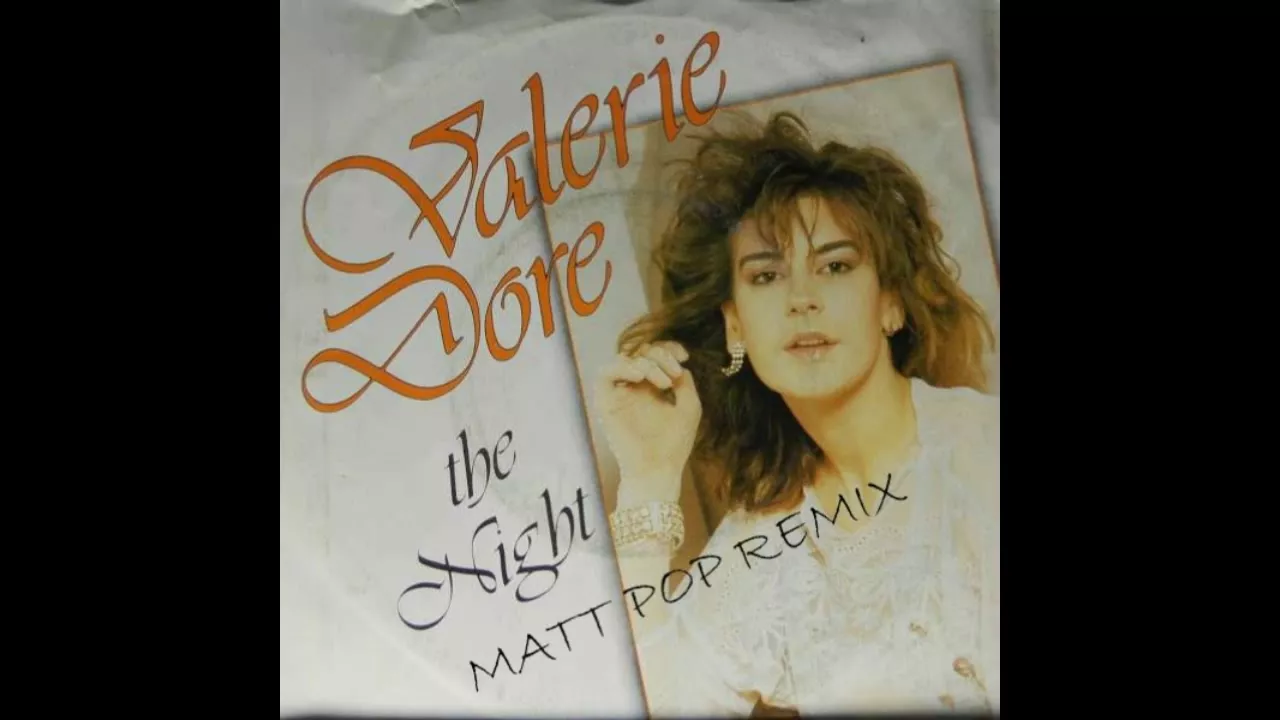 Valerie
Dore
the
Night
MATT POP REMIX